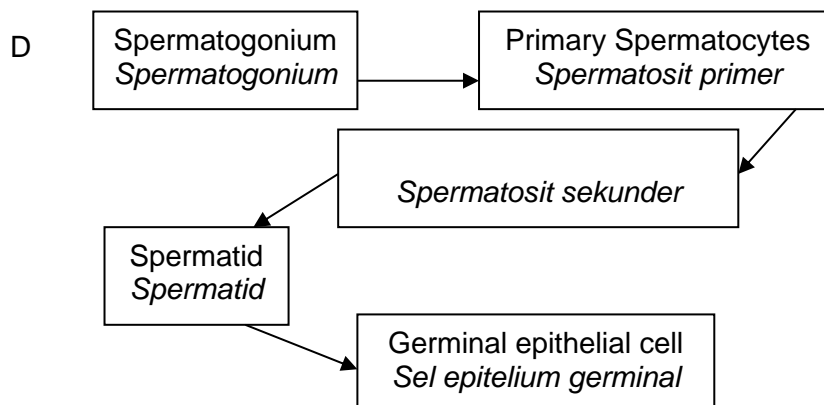 D
Spermatogonium
Spermatogonium
Primary Spermatocytes
Spermatosit primer
Spermatosit sekunder
Spermatid
Spermatid
Germinal epithelial cell
Sel epitelium germinal